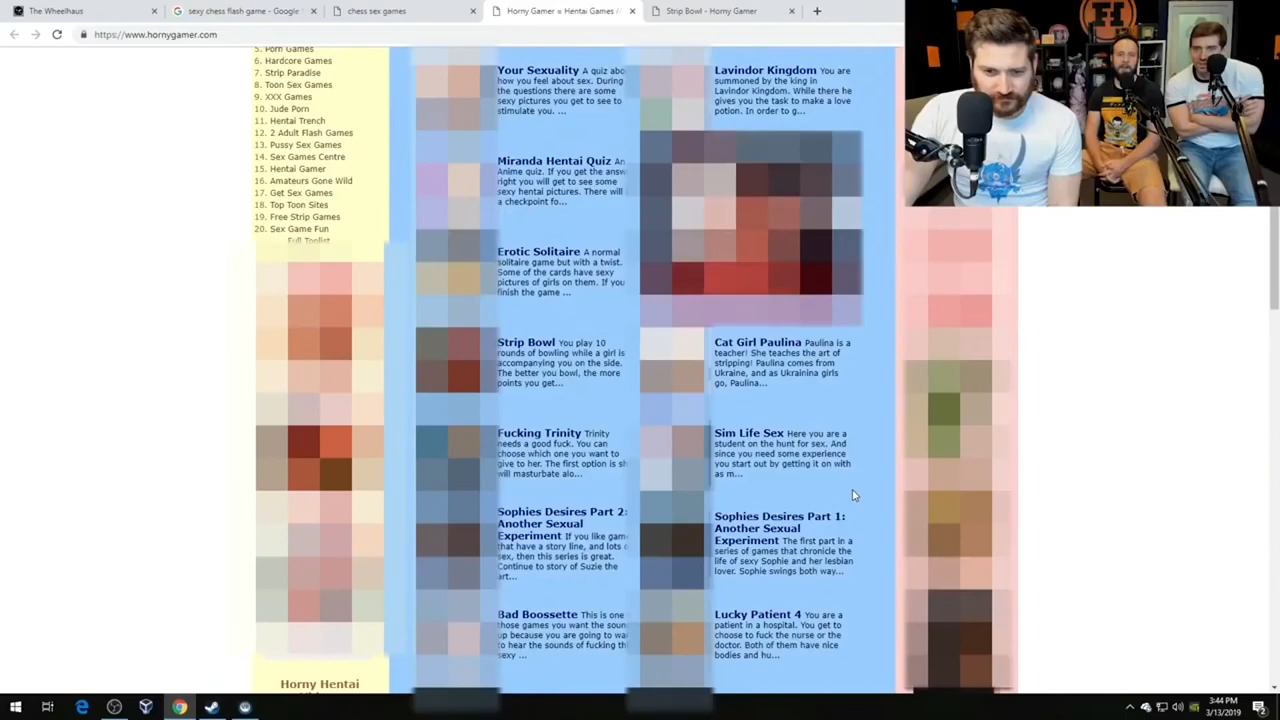 The Wheelhaus
sexy chess flash game - Google
chess sex games
Horny Gamer = Hentai Games /
Strip Bowl - Horny Gamer
https://www.hornygamer.com
5. Porn Games
6. Hardcore Games
7. Strip Paradise
8. Toon Sex Games
9. XXX Games
10. Jude Porn
11. Hentai Trench
12. 2 Adult Flash Games
13. Pussy Sex Games
14. Sex Games Centre
15. Hentai Gamer
16. Amateurs Gone Wild
17. Get Sex Games
18. Top Toon Sites
19. Free Strip Games
20. Sex Game Fun
Full Toplist
Horny Hentai
Your Sexuality A quiz abo
how you feel about sex. During
the questions there are some
sexy pictures you get to see to
stimulate you. ...
Miranda Hentai Quiz An
Anime quiz. If you get the answ
right you will get to see some
sexy hentai pictures. There will
a checkpoint fo...
Erotic Solitaire A normal
solitaire game but with a twist.
Some of the cards have sexy
pictures of girls on them. If you
finish the game ...
Strip Bowl You play 10
rounds of bowling while a girl is
accompanying you on the side.
The better you bowl, the more
points you get...
Fucking Trinity Trinity
needs a good fuck. You can
choose which one you want to
give to her. The first option is sh
will masturbate alo...
Sophies Desires Part 2:
Another Sexual
Experiment If you like game
that have a story line, and lots o
sex, then this series is great.
Continue to story of Suzie the
art...
Bad Boossette This is one
those games you want the soun
up because you are going to wa
to hear the sounds of fucking th
sexy ...
Lavindor Kingdom You are
summoned by the king in
Lavindor Kingdom. While there he
gives you the task to make a love
potion. In order to g...
Cat Girl Paulina Paulina is a
teacher! She teaches the art of
stripping! Paulina comes from
Ukraine, and as Ukrainina girls
go, Paulina...
Sim Life Sex Here you are a
student on the hunt for sex. And
since you need some experience
you start out by getting it on with
as m...
Sophies Desires Part 1:
Another Sexual
Experiment The first part in a
series of games that chronicle the
life of sexy Sophie and her lesbian
lover. Sophie swings both way...
Lucky Patient 4 You are a
patient in a hospital. You get to
choose to fuck the nurse or the
doctor. Both of them have nice
bodies and hu...
3:44 PM
3/13/2019
2